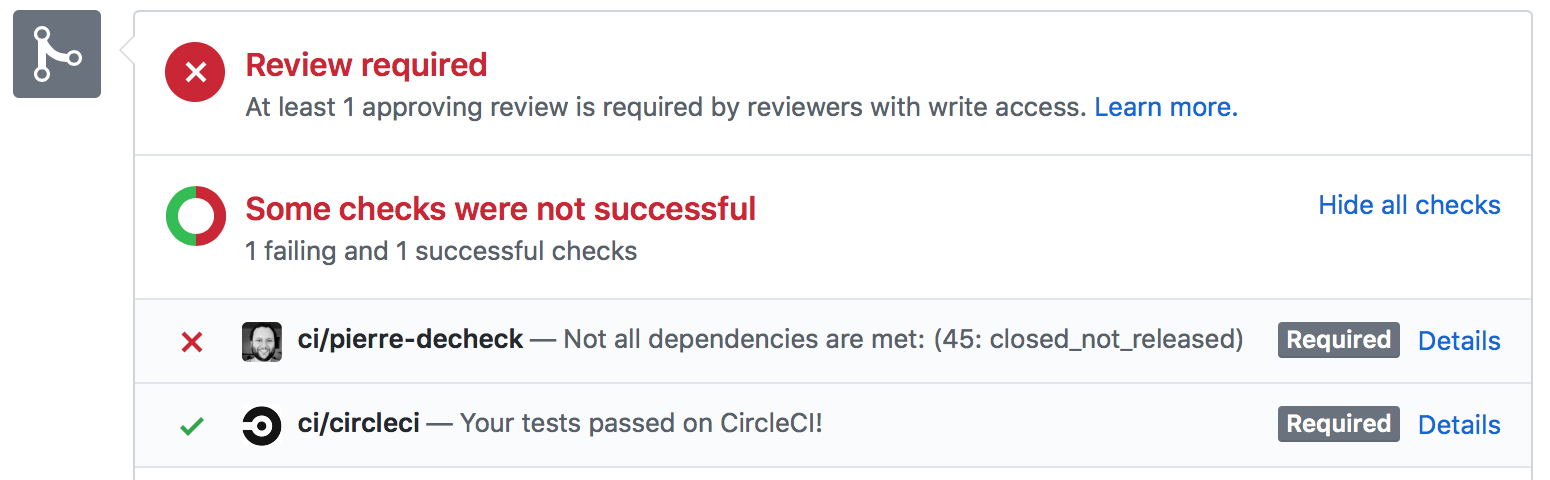 Review required
At least 1 approving review is required by reviewers with write access. Learn more.
Some checks were not successful
Hide all checks
1 failing and 1 successful checks
ci/pierre-decheck — Not all dependencies are met: (45: closed_not_released) Required Details
ci/circleci — Your tests passed on CircleCI! Required Details